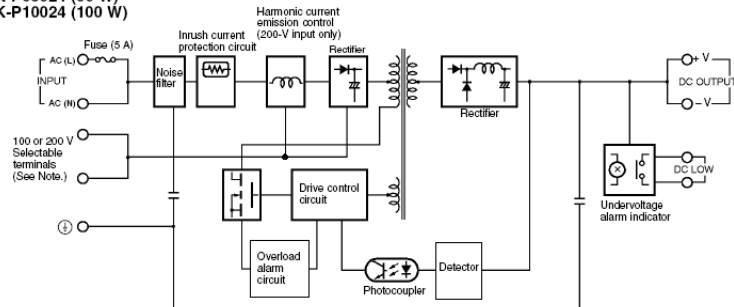 K-P10024 (100 W)
Harmonic current
emission control
(200-V input only)
Inrush current
protection circuit
Fuse (5 A)
Rectifier
AC (L)
INPUT
AC (N)
Noise
filter
+ V
DC OUTPUT
– V
Rectifier
100 or 200 V
Selectable
terminals
(See Note.)
DC LOW
Drive control
circuit
Undervoltage
alarm indicator
Overload
alarm
circuit
Detector
Photocoupler